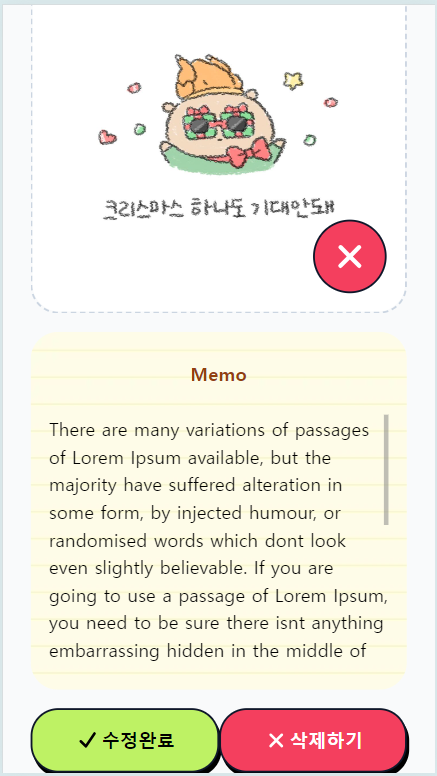 크리스마스 하나도 기대안돼
Memo
There are many variations of passages
of Lorem Ipsum available, but the
majority have suffered alteration in
some form, by injected humour, or
randomised words which dont look
even slightly believable. If you are
going to use a passage of Lorem Ipsum,
you need to be sure there isnt anything
embarrassing hidden in the middle of
수정완료
삭제하기